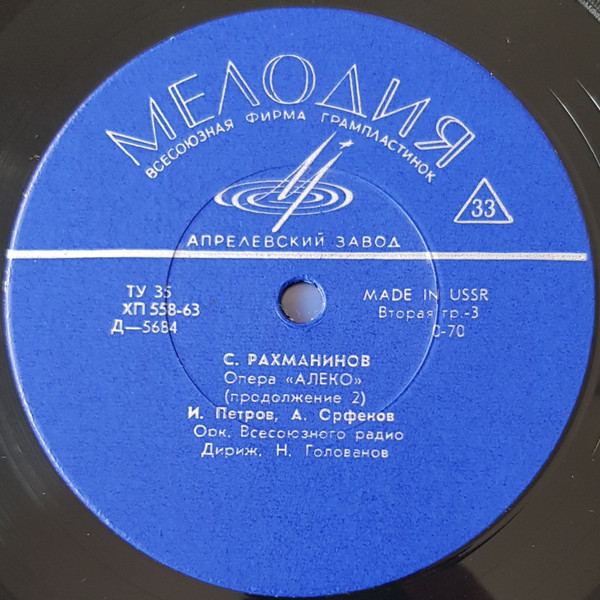 МЕЛОДИЯ
ВСЕСОЮЗНАЯ ФИРМА ГРАМПЛАСТИНОК
33
АПРЕЛЕВСКИЙ ЗАВОД
ТУ 35
ХП 558-63
Д—5684
MADE IN USSR
Вторая гр.-3
0-70
С. РАХМАНИНОВ
Опера «АЛЕКО»
(продолжение 2)
И. Петров, А. Орфенов
Орк. Всесоюзного радио
Дириж. Н. Голованов